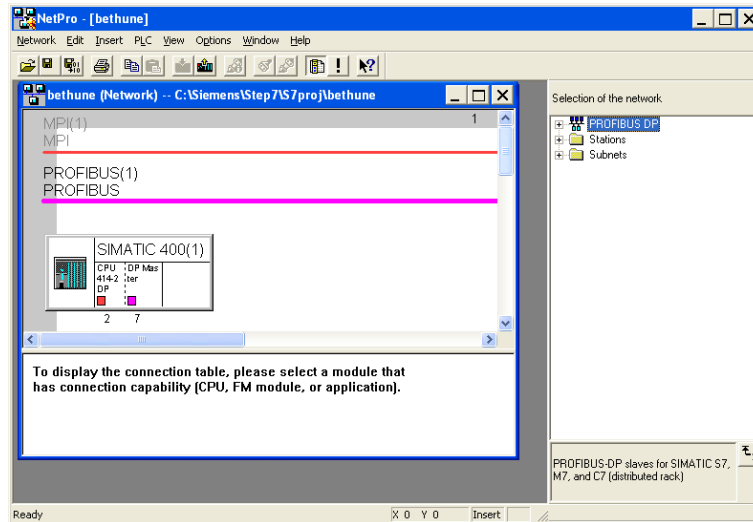 NetPro - [bethune]
Network Edit Insert PLC View Options Window Help
bethune (Network) -- C:\Siemens\Step7\S7proj\bethune
MPI(1)
MPI
1
PROFIBUS(1)
PROFIBUS
SIMATIC 400(1)
CPU 414-2 DP
DP Mas ter
2 7
To display the connection table, please select a module that
has connection capability (CPU, FM module, or application).
Selection of the network
PROFIBUS DP
Stations
Subnets
PROFIBUS-DP slaves for SIMATIC S7,
M7, and C7 (distributed rack)
Ready
X 0 Y 0 Insert